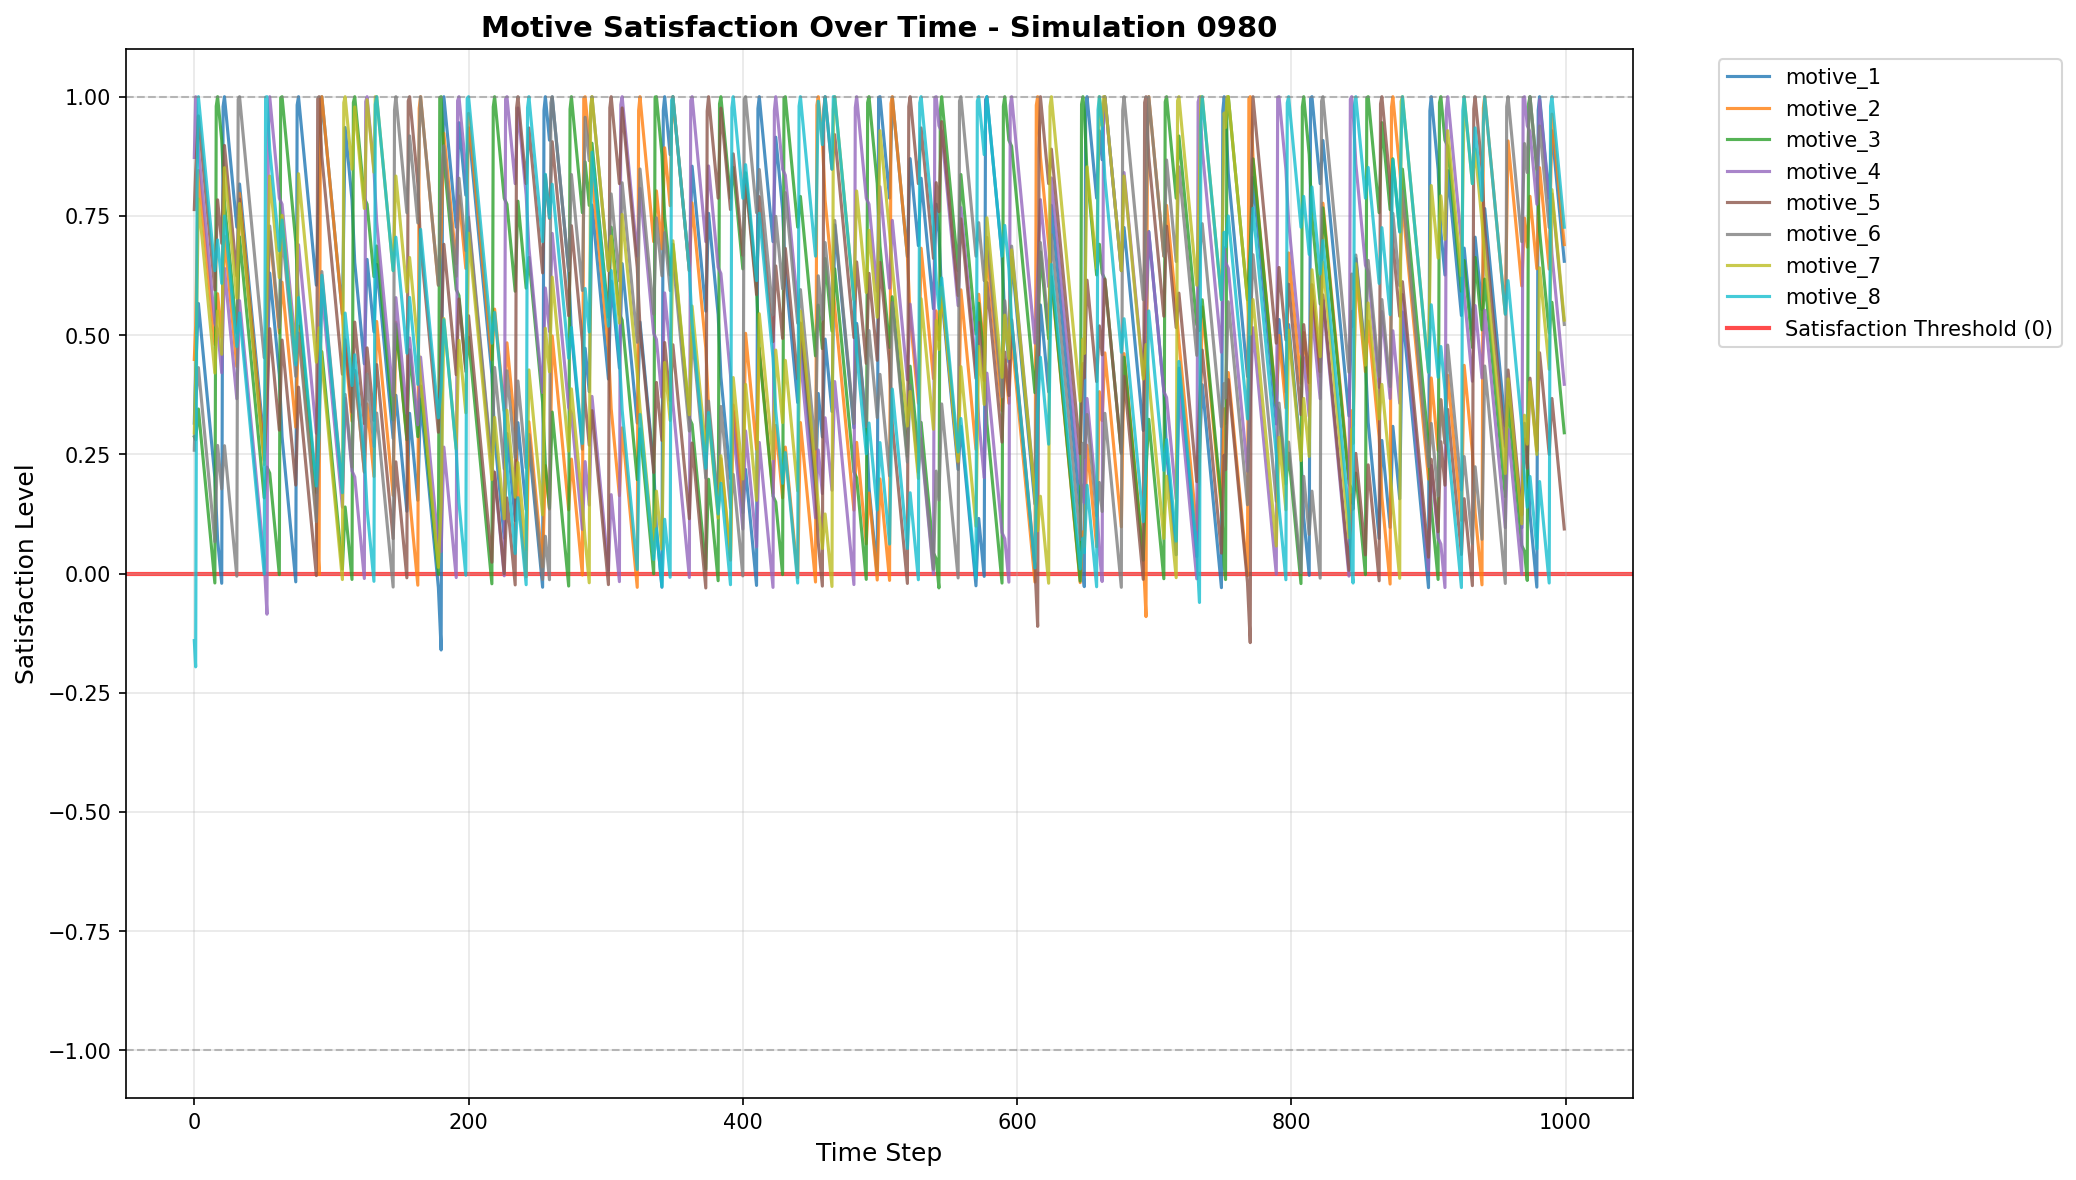 Motive Satisfaction Over Time - Simulation 0980
Satisfaction Level
1.00
0.75
0.50
0.25
0.00
−0.25
−0.50
−0.75
−1.00
0
200
400
600
800
1000
Time Step
motive_1
motive_2
motive_3
motive_4
motive_5
motive_6
motive_7
motive_8
Satisfaction Threshold (0)